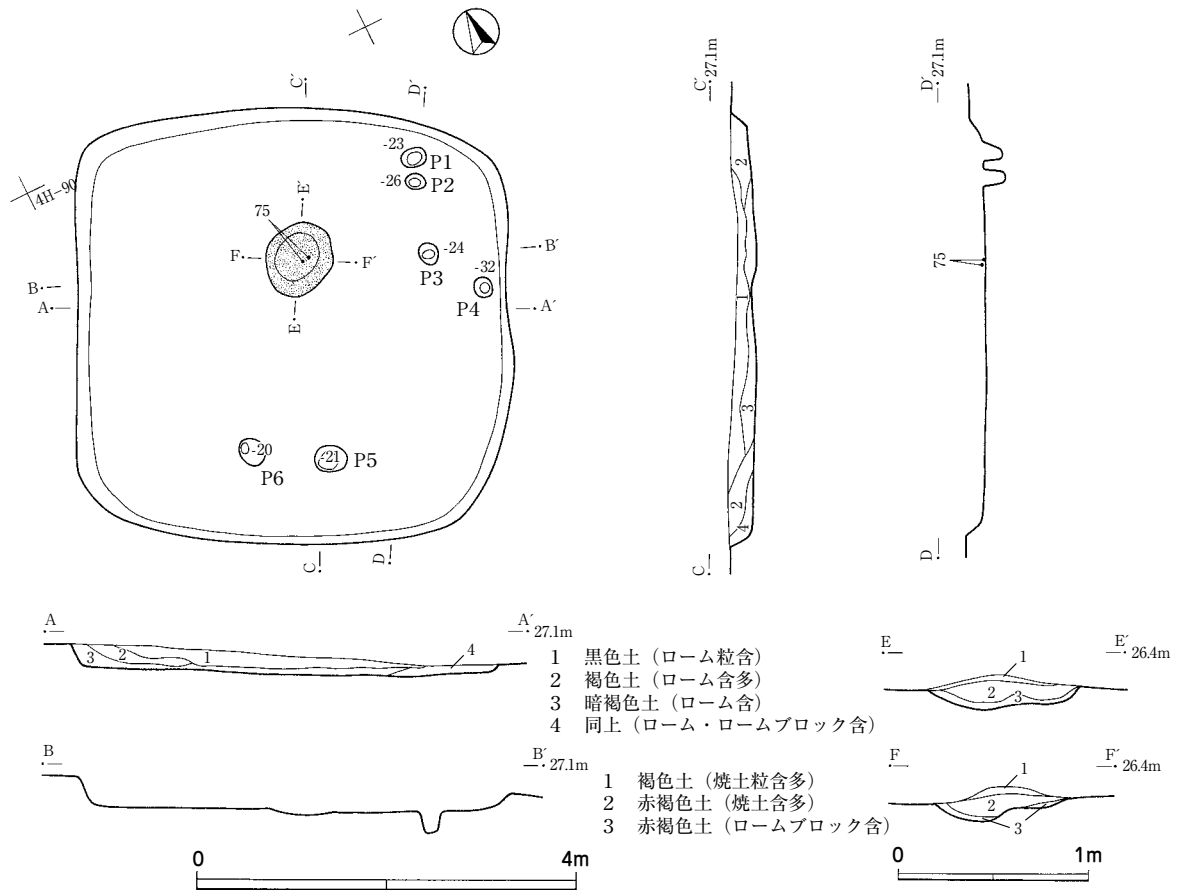 C′
D′
-23
P1
-26
P2
4H-90
E′
75
F
F′
-24
P3
B′
-32
P4
B
A
A′
E
-20
P6
-21
P5
C
D
C′
27.1m
2
1
3
2
4
C
D′
27.1m
75
D
A
A′
27.1m
3
2
1
4
1 黒色土（ローム粒含）
2 褐色土（ローム含多）
3 暗褐色土（ローム含）
4 同上（ローム・ロームブロック含）
E
E′
26.4m
1
2
3
B
B′
27.1m
1 褐色土（焼土粒含多）
2 赤褐色土（焼土含多）
3 赤褐色土（ロームブロック含）
F
F′
26.4m
1
2
3
0
4m
0
1m